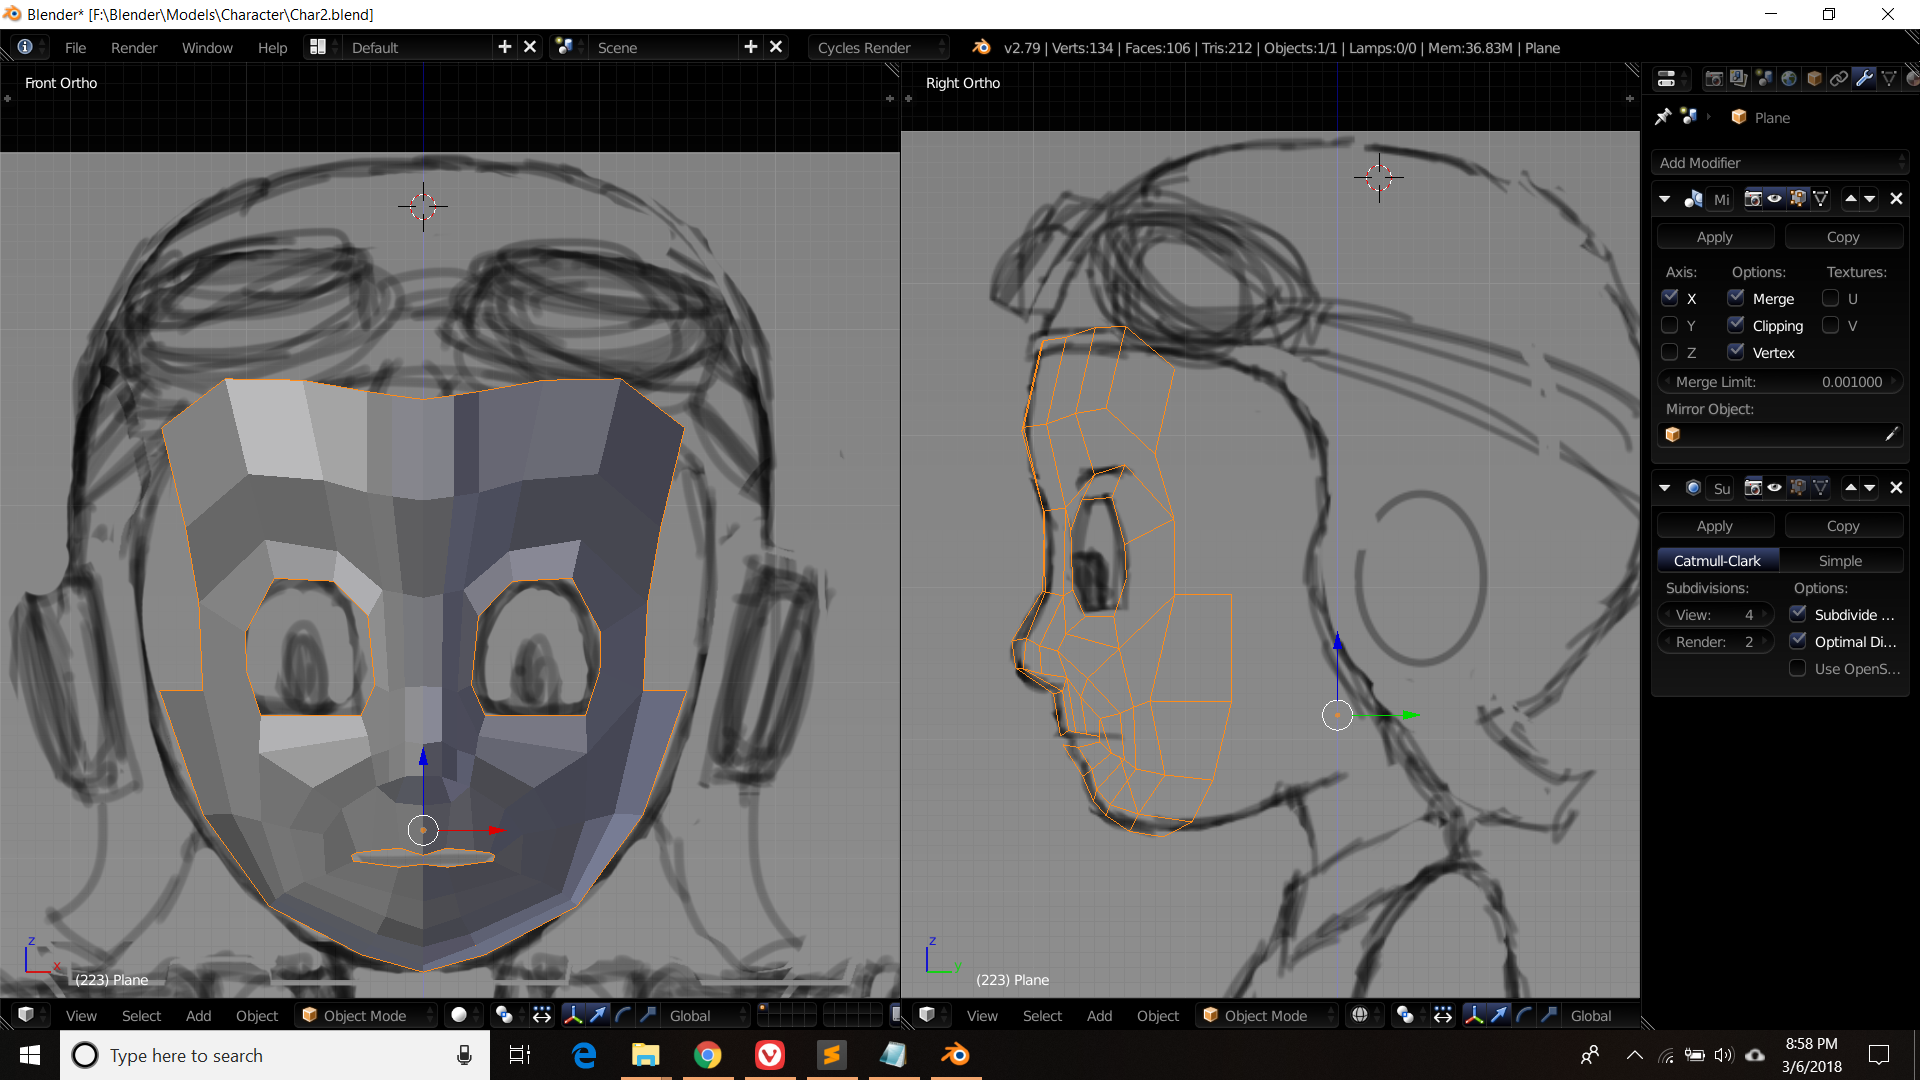 Blender* [F:\Blender\Models\Character\Char2.blend]
File Render Window Help Default Scene Cycles Render v2.79 | Verts:134 | Faces:106 | Tris:212 | Objects:1/1 | Lamps:0/0 | Mem:36.83M | Plane
Front Ortho
Right Ortho
Plane
Add Modifier
Mi
Apply Copy
Axis: Options: Textures:
X Merge U
Y Clipping V
Z Vertex
Merge Limit: 0.001000
Mirror Object:
Su
Apply Copy
Catmull-Clark Simple
Subdivisions: Options:
View: 4 Subdivide ...
Render: 2 Optimal Di...
Use OpenS...
z
x
(223) Plane
z
y
(223) Plane
View Select Add Object Object Mode Global
View Select Add Object Object Mode Global
Type here to search
8:58 PM
3/6/2018